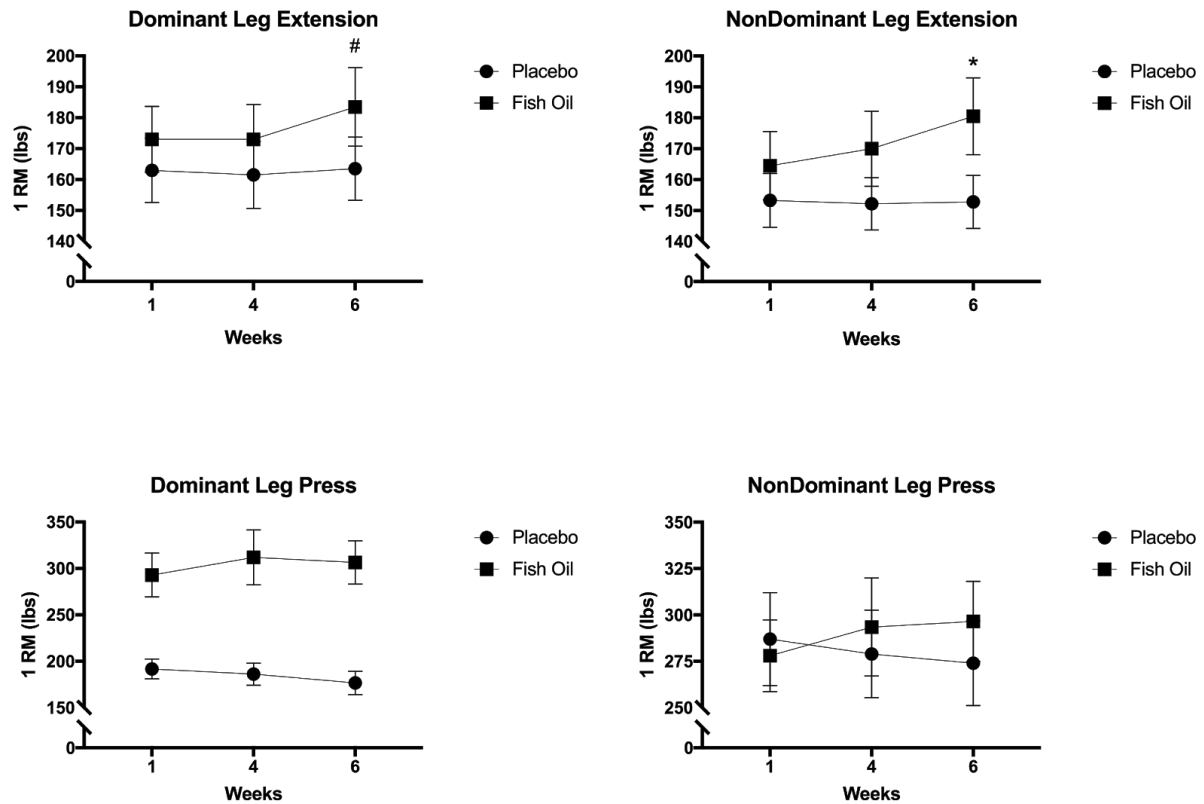 Dominant Leg Extension
#
200
190
180
170
160
150
140
0
1 RM (lbs)
1 4 6
Weeks
Placebo
Fish Oil
NonDominant Leg Extension
*
200
190
180
170
160
150
140
0
1 RM (lbs)
1 4 6
Weeks
Placebo
Fish Oil
Dominant Leg Press
350
300
250
200
150
0
1 RM (lbs)
1 4 6
Weeks
Placebo
Fish Oil
NonDominant Leg Press
350
325
300
275
250
0
1 RM (lbs)
1 4 6
Weeks
Placebo
Fish Oil